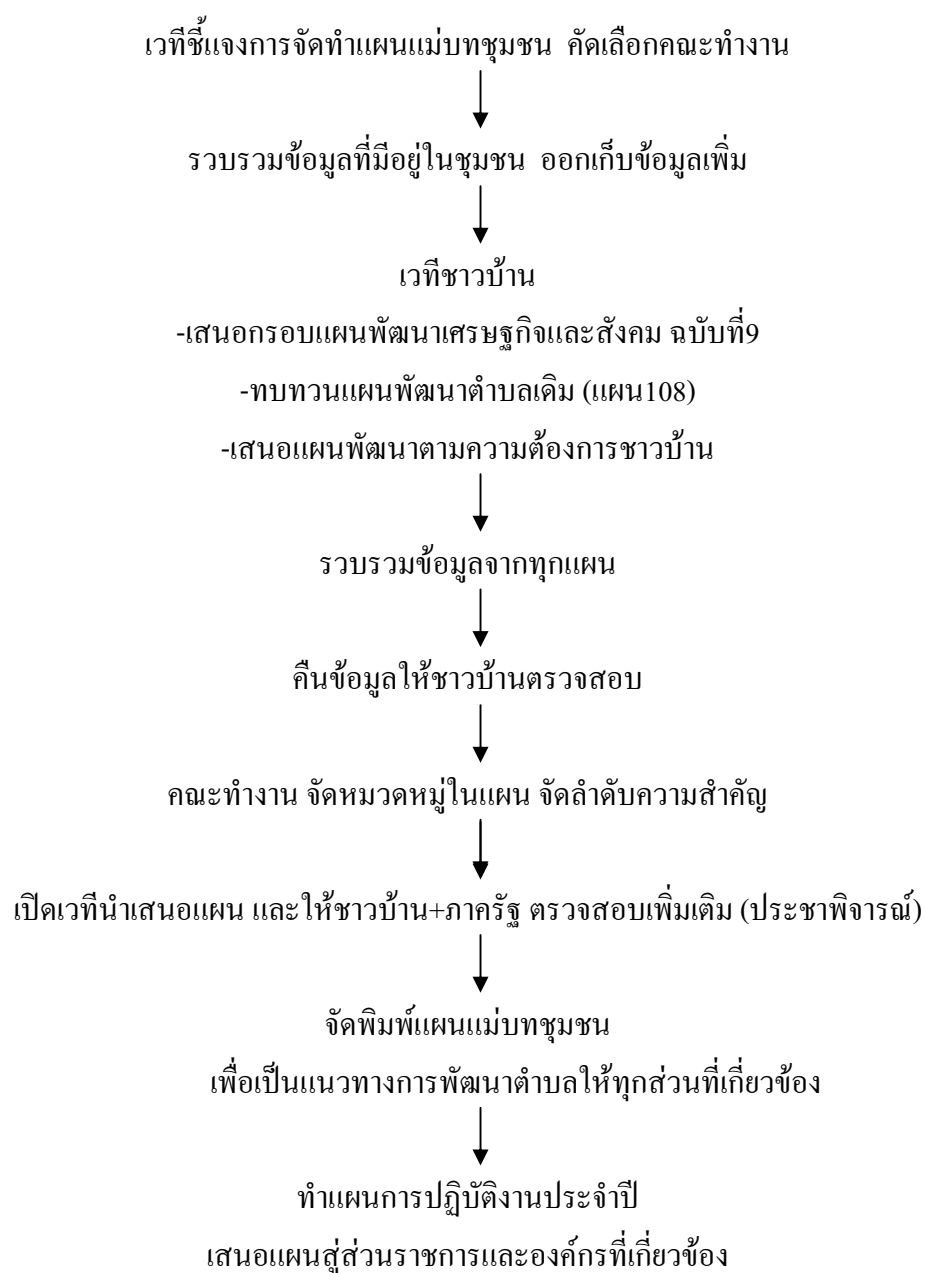 เวทีชี้แจงการจัดทำแผนแม่บทชุมชน คัดเลือกคณะทำงาน
รวบรวมข้อมูลที่มีอยู่ในชุมชน ออกเก็บข้อมูลเพิ่ม
เวทีชาวบ้าน
-เสนอกรอบแผนพัฒนาเศรษฐกิจและสังคม ฉบับที่9
-ทบทวนแผนพัฒนาตำบลเดิม (แผน108)
-เสนอแผนพัฒนาตามความต้องการชาวบ้าน
รวบรวมข้อมูลจากทุกแผน
คืนข้อมูลให้ชาวบ้านตรวจสอบ
คณะทำงาน จัดหมวดหมู่ในแผน จัดลำดับความสำคัญ
เปิดเวทีนำเสนอแผน และให้ชาวบ้าน+ภาครัฐ ตรวจสอบเพิ่มเติม (ประชาพิจารณ์)
จัดพิมพ์แผนแม่บทชุมชน
เพื่อเป็นแนวทางการพัฒนาตำบลให้ทุกส่วนที่เกี่ยวข้อง
ทำแผนการปฏิบัติงานประจำปี
เสนอแผนสู่ส่วนราชการและองค์กรที่เกี่ยวข้อง